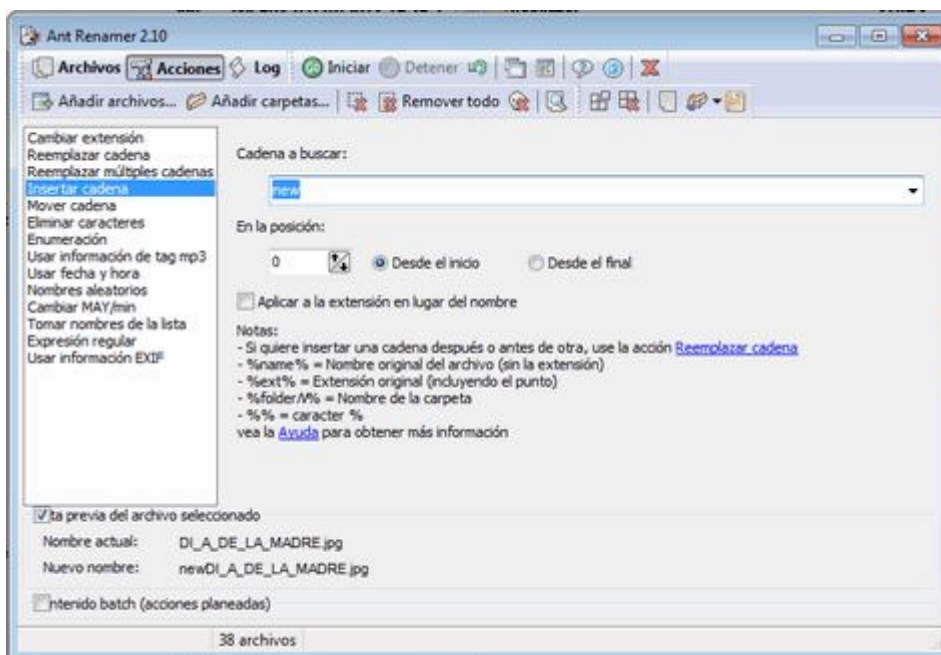 Ant Renamer 2.10
Archivos Acciones Log Iniciar Detener
Añadir archivos... Añadir carpetas... Remover todo
Cambiar extensión
Reemplazar cadena
Reemplazar múltiples cadenas
Insertar cadena
Mover cadena
Eliminar caracteres
Enumeración
Usar información de tag mp3
Usar fecha y hora
Nombres aleatorios
Cambiar MAY/min
Tomar nombres de la lista
Expresión regular
Usar información EXIF
Cadena a buscar:
new
En la posición:
0 Desde el inicio Desde el final
Aplicar a la extensión en lugar del nombre
Notas:
- Si quiere insertar una cadena después o antes de otra, use la acción Reemplazar cadena
- %name% = Nombre original del archivo (sin la extensión)
- %ext% = Extensión original (incluyendo el punto)
- %folder/\/% = Nombre de la carpeta
- %% = caracter %
vea la Ayuda para obtener más información
ta previa del archivo seleccionado
Nombre actual: DI_A_DE_LA_MADRE.jpg
Nuevo nombre: newDI_A_DE_LA_MADRE.jpg
ntenido batch (acciones planeadas)
38 archivos